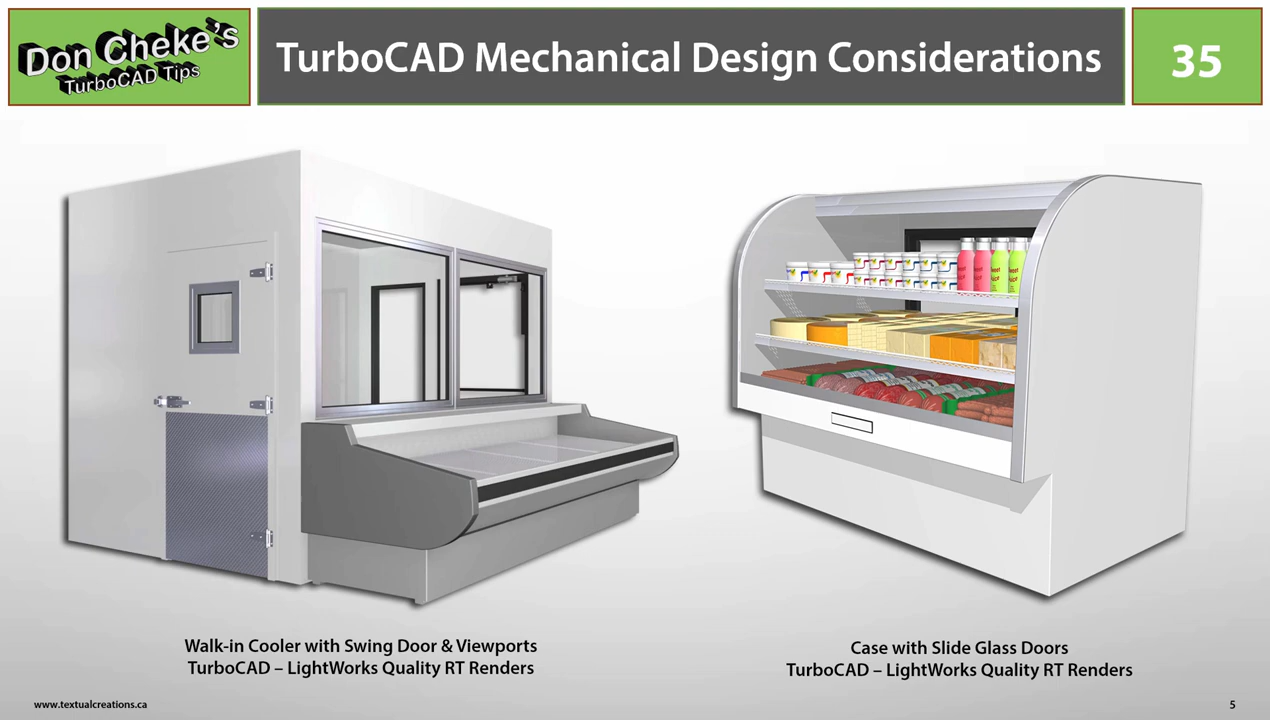 Don Cheke's
TurboCAD Tips
TurboCAD Mechanical Design Considerations
35
Walk-in Cooler with Swing Door & Viewports
TurboCAD – LightWorks Quality RT Renders
Case with Slide Glass Doors
TurboCAD – LightWorks Quality RT Renders
www.textualcreations.ca
5